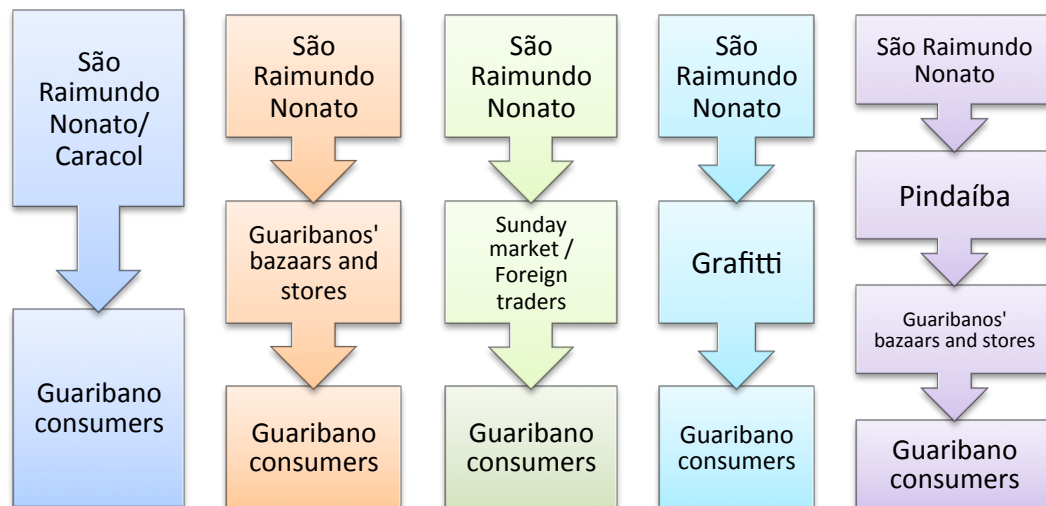 São
Raimundo
Nonato/
Caracol
Guaribano
consumers
São
Raimundo
Nonato
Guaribanos'
bazaars and
stores
Guaribano
consumers
São
Raimundo
Nonato
Sunday
market /
Foreign
traders
Guaribano
consumers
São
Raimundo
Nonato
Grafitti
Guaribano
consumers
São Raimundo
Nonato
Pindaíba
Guaribanos'
bazaars and stores
Guaribano
consumers